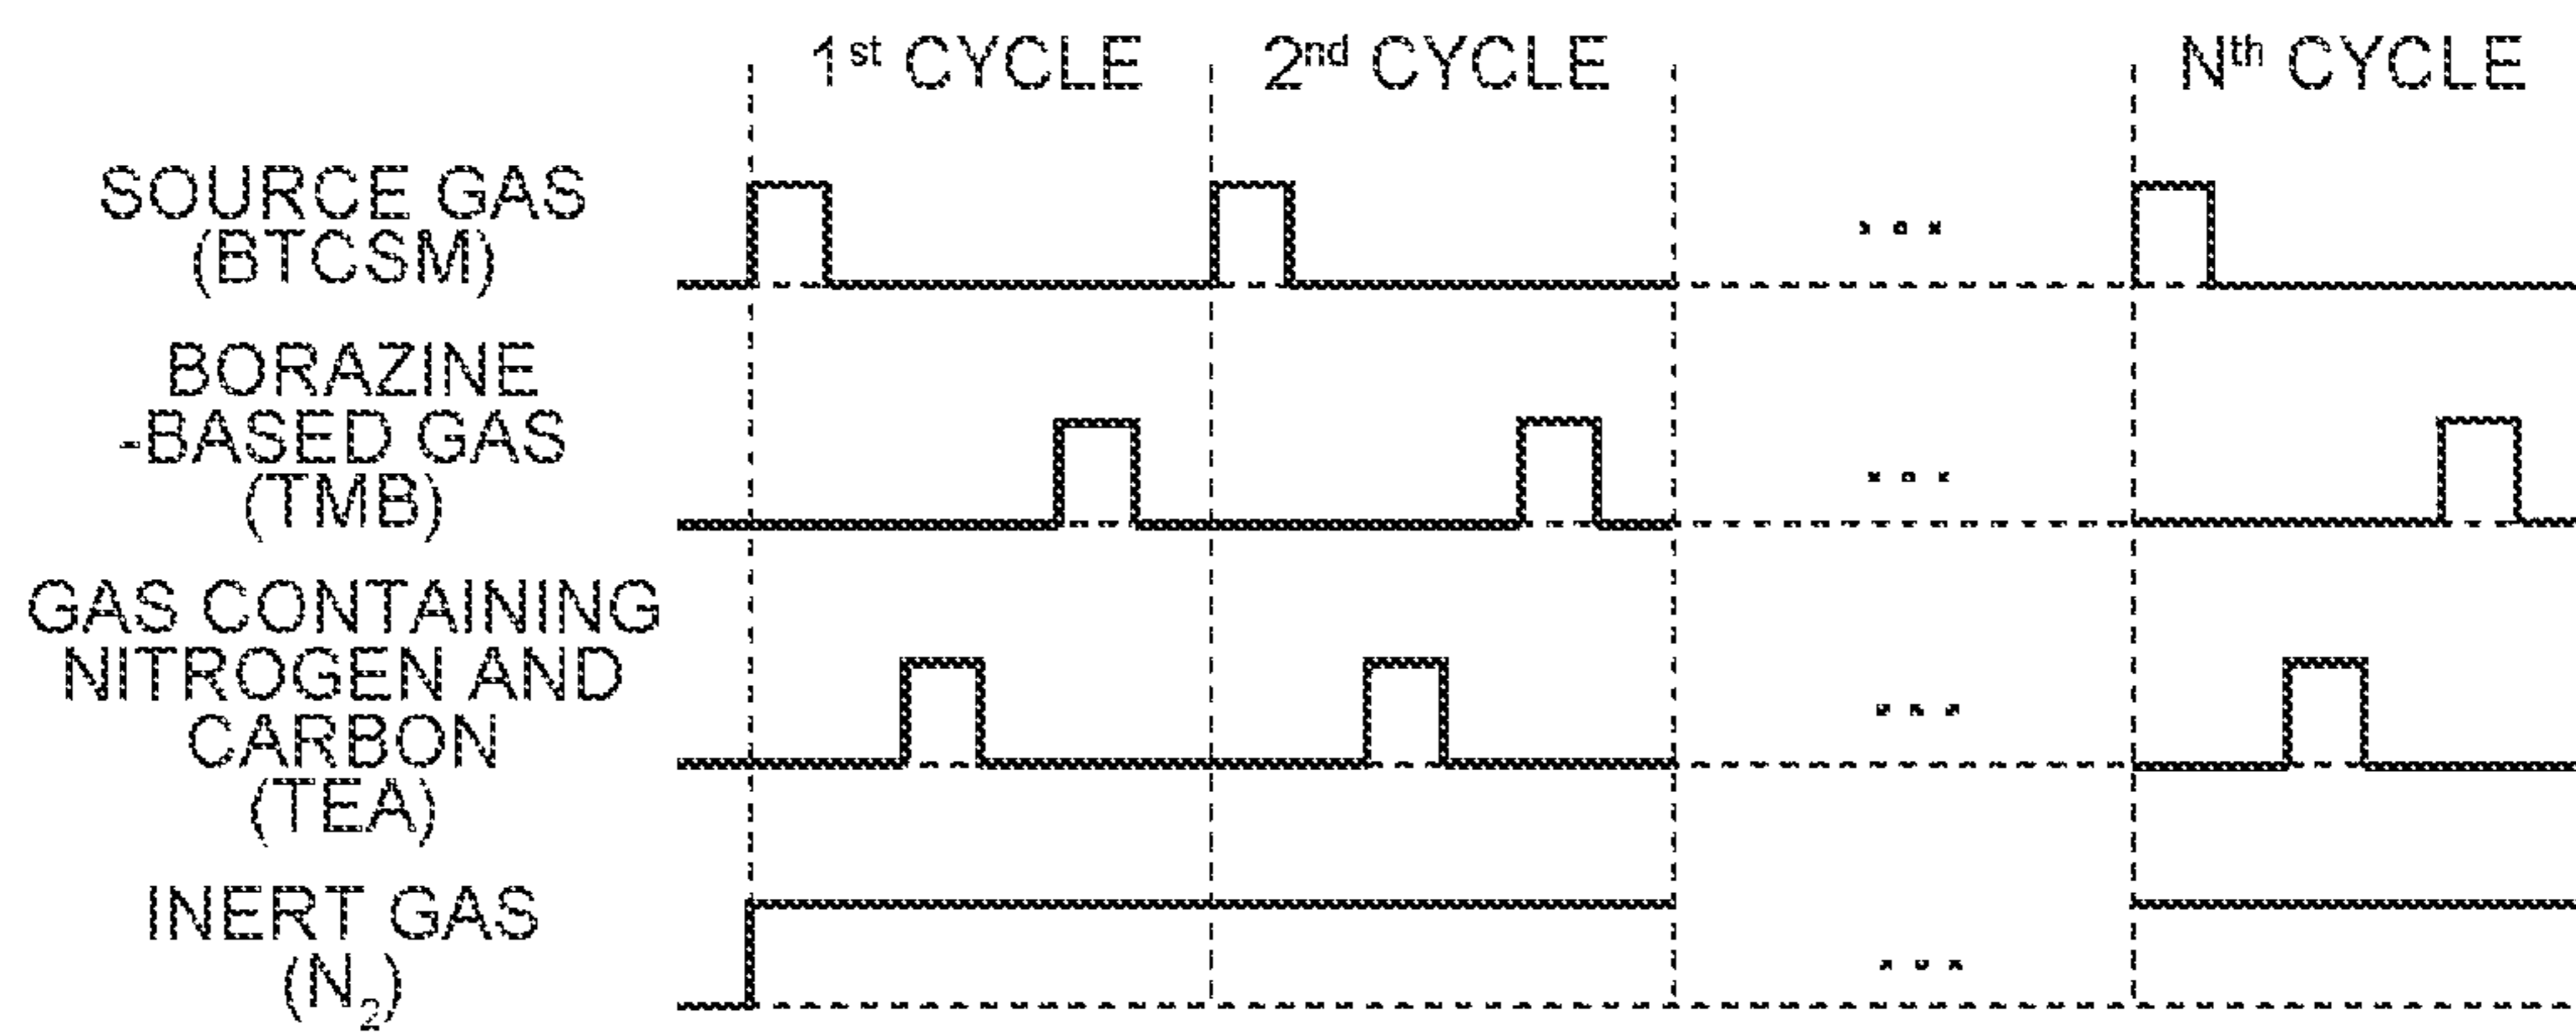 1st CYCLE
2nd CYCLE
Nth CYCLE
SOURCE GAS
(BTCSM)
BORAZINE
-BASED GAS
(TMB)
GAS CONTAINING
NITROGEN AND
CARBON
(TEA)
INERT GAS
(N2)